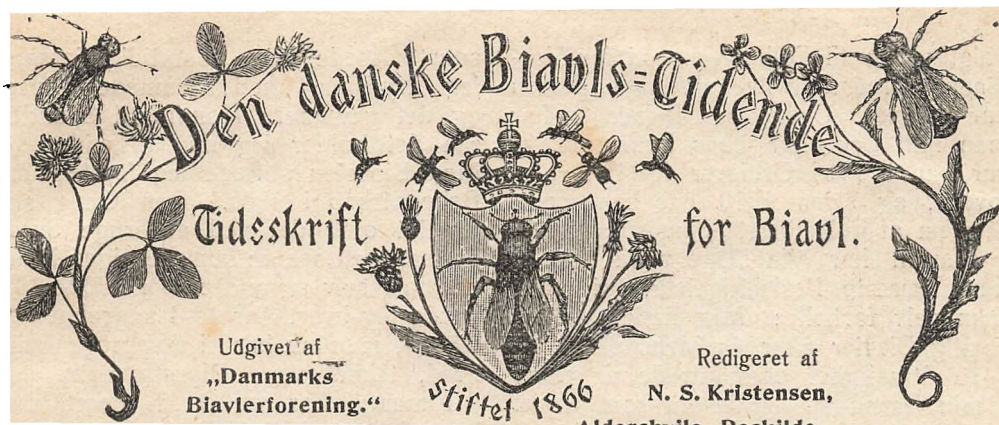 Den danske Biavls=Tidende
Tidsskrift for Biavl.
Udgivet af
„Danmarks
Biavlerforening.“
Stiftet 1866
Redigeret af
N. S. Kristensen,